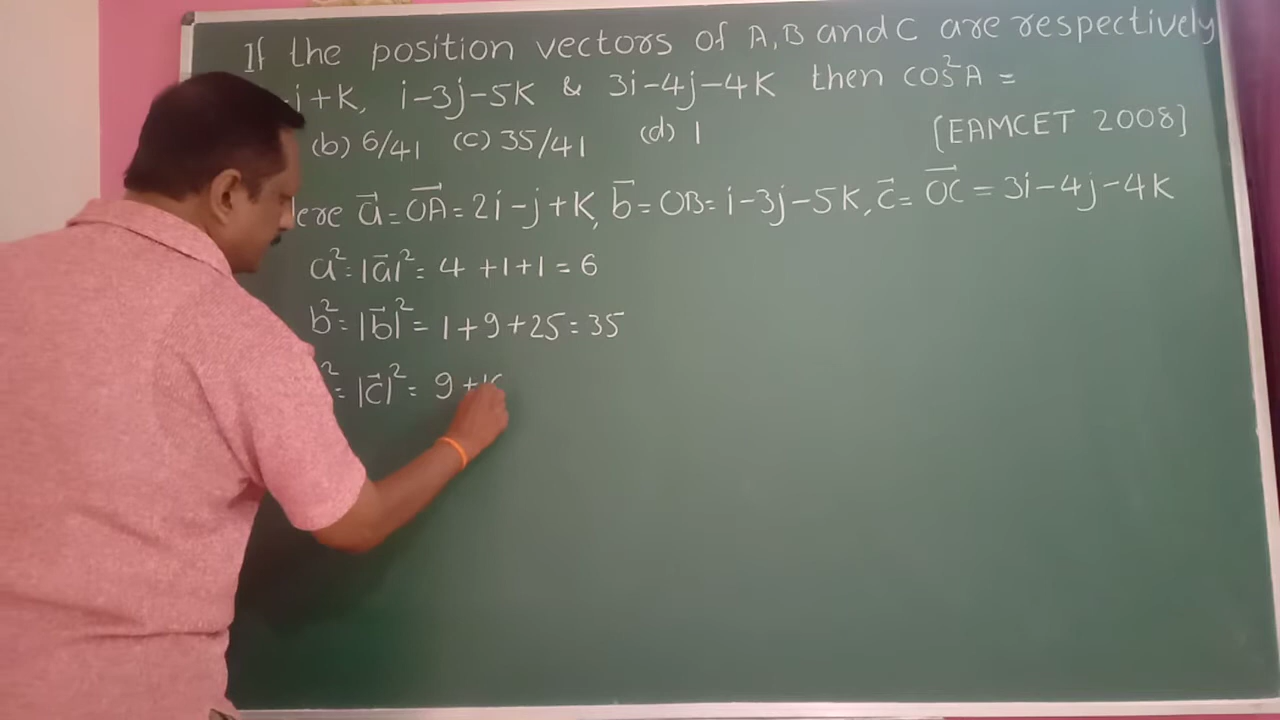 If the position vectors of A, B and C are respectively
-j+K, i-3j-5K & 3i-4j-4K then cos²A =
(b) 6/41 (c) 35/41 (d) 1 [EAMCET 2008]
ere a⃗ = O⃗A = 2i-j+K, b̄ = OB = i-3j-5K, c⃗ = O⃗C = 3i-4j-4K
a² = |a⃗|² = 4+1+1 = 6
b² = |b⃗|² = 1+9+25 = 35
² = |c⃗|² = 9+